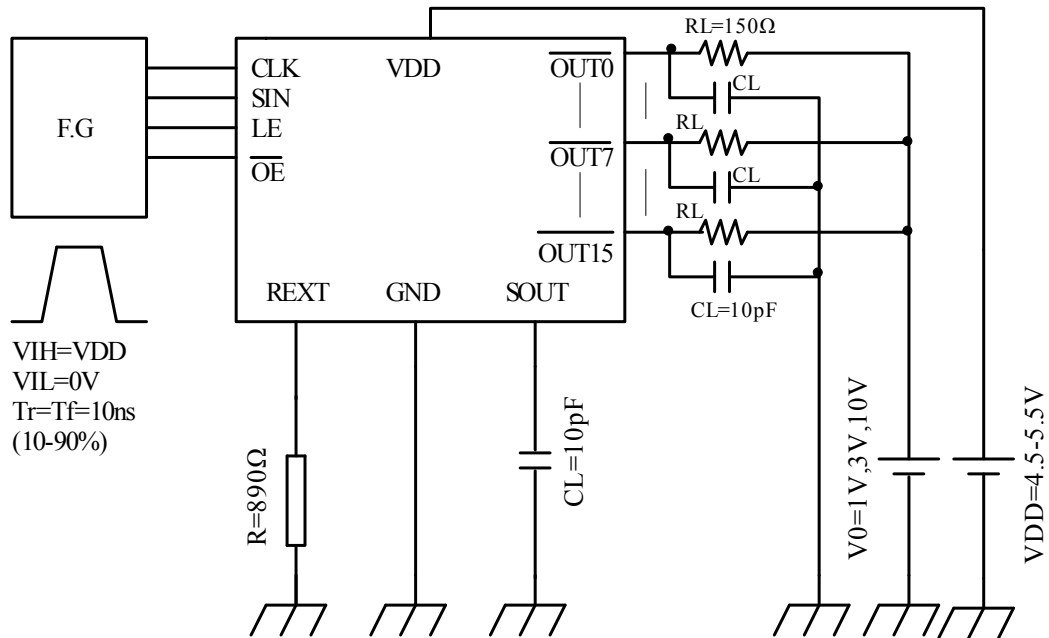 RL=150Ω
CLK
VDD
OUT0
SIN
CL
F.G
LE
RL
OE
OUT7
CL
RL
OUT15
REXT
GND
SOUT
CL=10pF
VIH=VDD
VIL=0V
Tr=Tf=10ns
(10-90%)
R=890Ω
CL=10pF
V0=1V,3V,10V
VDD=4.5-5.5V